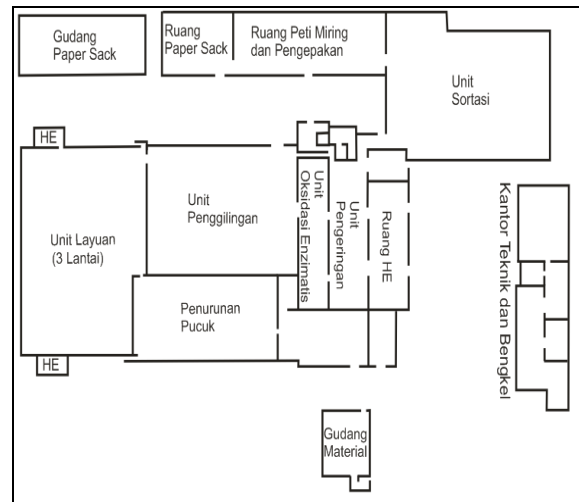 Gudang
Paper Sack
Ruang
Paper Sack
Ruang Peti Miring
dan Pengepakan
Unit
Sortasi
HE
Unit Layuan
(3 Lantai)
Unit
Penggilingan
Unit
Oksidasi Enzimatis
Unit
Pengeringan
Ruang HE
Kantor Teknik dan Bengkel
Penurunan
Pucuk
HE
Gudang
Material